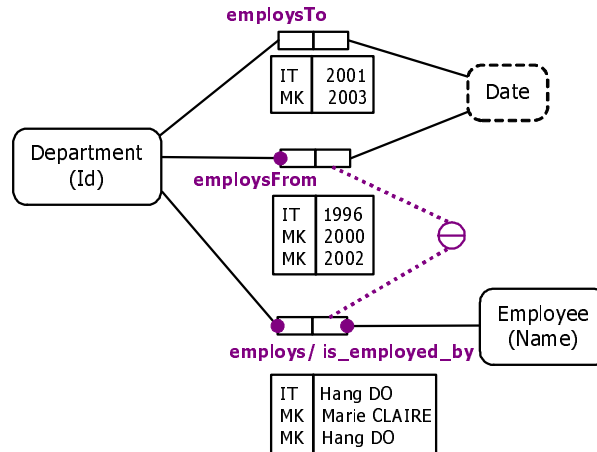 employsTo
IT 2001
MK 2003
Date
Department
(Id)
employsFrom
IT 1996
MK 2000
MK 2002
Employee
(Name)
employs/ is_employed_by
IT Hang DO
MK Marie CLAIRE
MK Hang DO